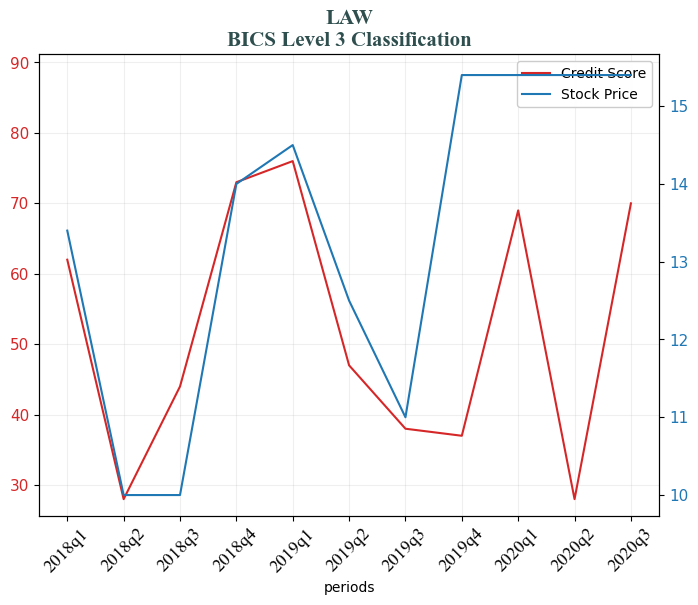 LAW
BICS Level 3 Classification
90
80
70
60
50
40
30
Credit Score
Stock Price
15
14
13
12
11
10
2018q1
2018q2
2018q3
2018q4
2019q1
2019q2
2019q3
2019q4
2020q1
2020q2
2020q3
periods